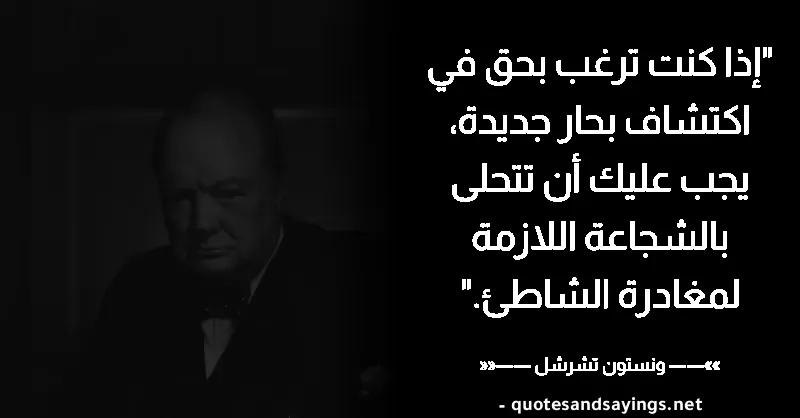 "إذا كنت ترغب بحق في
اكتشاف بحار جديدة،
يجب عليك أن تتحلى
بالشجاعة اللازمة
لمغادرة الشاطئ."
»—— ونستون تشرشل ——««
- quotesandsayings.net